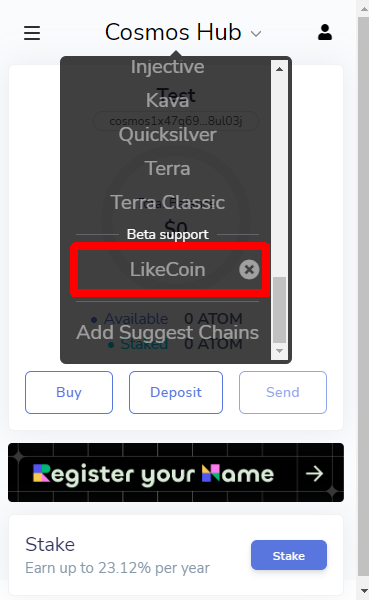 Cosmos Hub
Injective
Test
Kava
cosmos1x47g69...8ul03j
Quicksilver
Terra
Terra Classic
$0
Beta support
LikeCoin
Available 0 ATOM
Add Suggest Chains
Staked 0 ATOM
Buy
Deposit
Send
Register your Name
Stake
Earn up to 23.12% per year
Stake